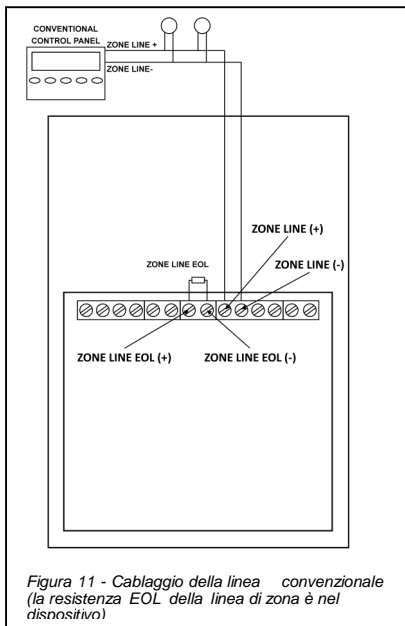 CONVENTIONAL
CONTROL PANEL
ZONE LINE +
ZONE LINE-
ZONE LINE (+)
ZONE LINE EOL
ZONE LINE (-)
ZONE LINE EOL (+)
ZONE LINE EOL (-)
Figura 11 - Cablaggio della linea convenzionale
(la resistenza EOL della linea di zona è nel
dispositivo)